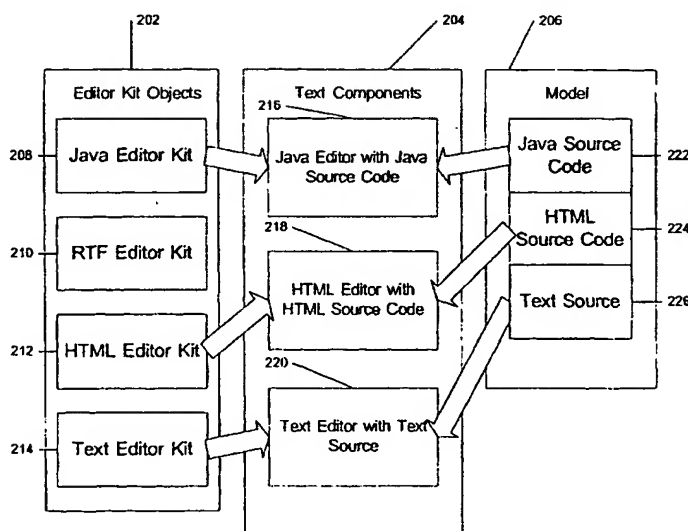 202
204
206
Editor Kit Objects
Text Components
Model
208
Java Editor Kit
216
Java Editor with Java
Source Code
Java Source
Code
222
210
RTF Editor Kit
218
HTML Editor with
HTML Source Code
HTML
Source Code
224
212
HTML Editor Kit
Text Source
226
214
Text Editor Kit
220
Text Editor with Text
Source